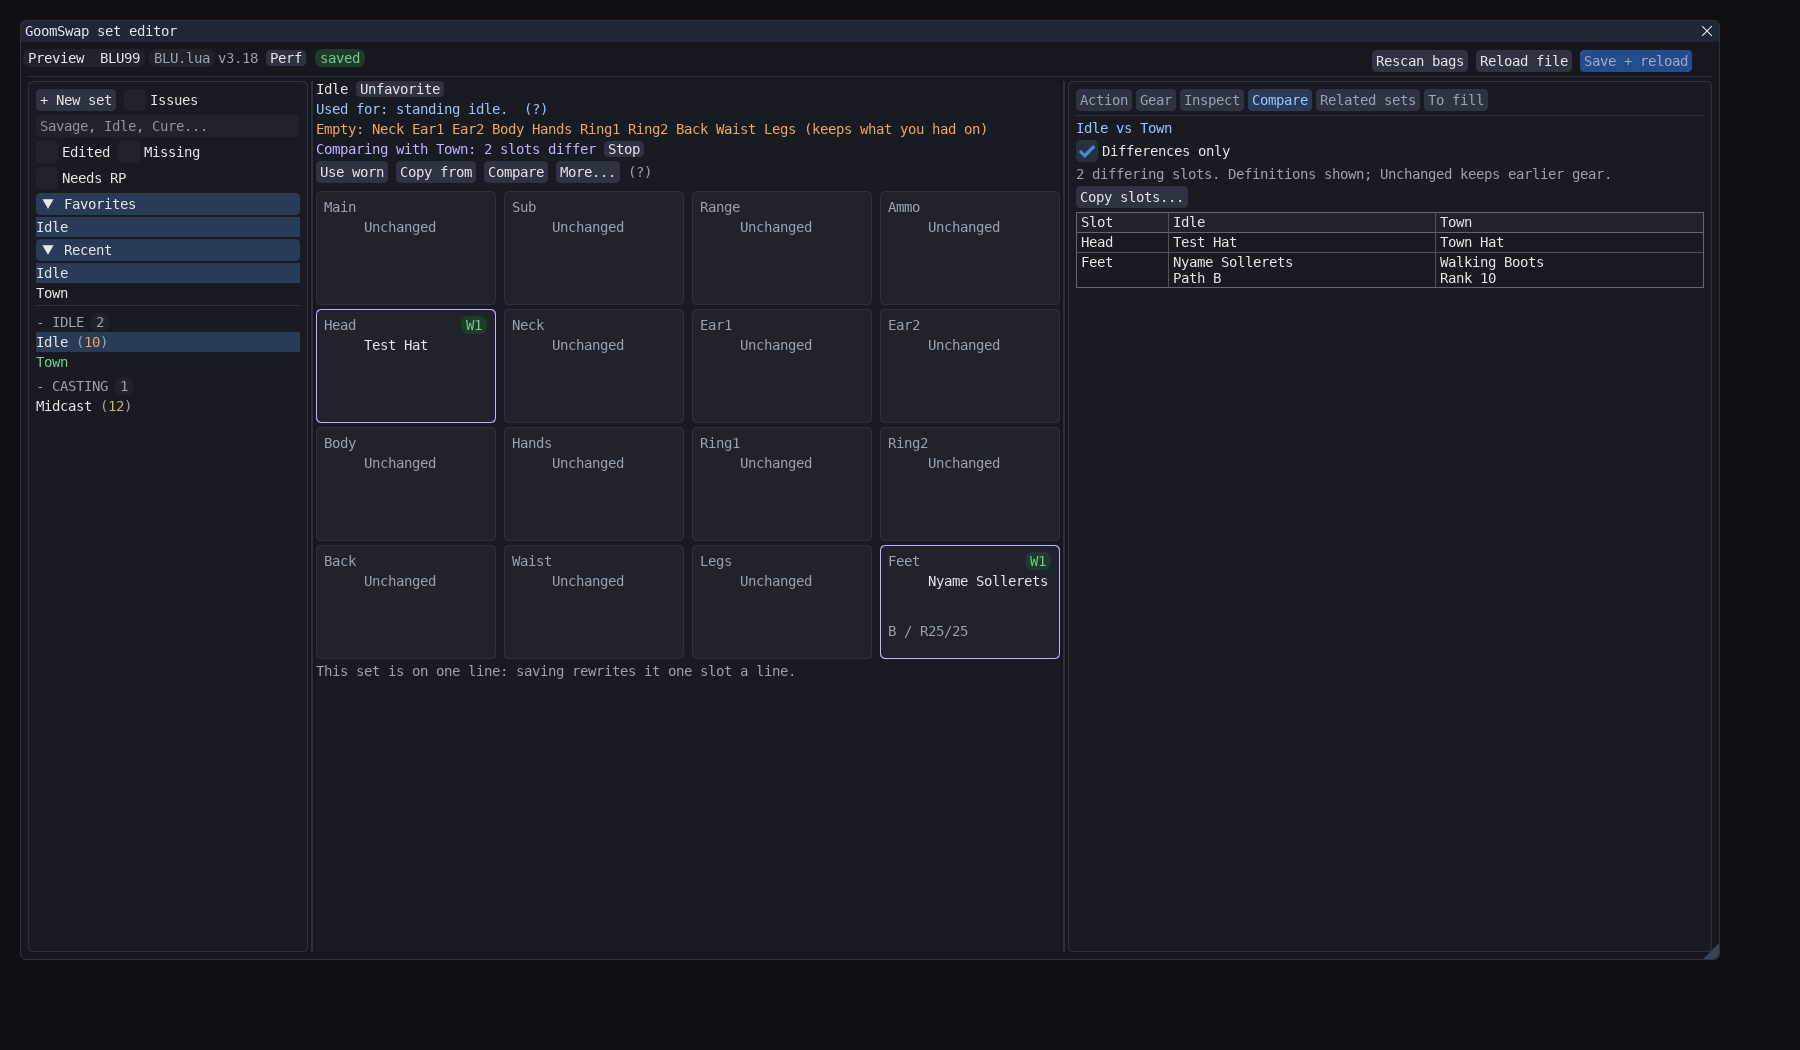 GoomSwap set editor
Preview BLU99 BLU.lua v3.18 Perf saved
Rescan bags Reload file Save + reload
+ New set Issues
Savage, Idle, Cure...
Edited Missing
Needs RP
Favorites
Idle
Recent
Idle
Town
- IDLE 2
Idle (10)
Town
- CASTING 1
Midcast (12)
Idle Unfavorite
Used for: standing idle. (?)
Empty: Neck Ear1 Ear2 Body Hands Ring1 Ring2 Back Waist Legs (keeps what you had on)
Comparing with Town: 2 slots differ Stop
Use worn Copy from Compare More... (?)
Main Sub Range Ammo
Unchanged Unchanged Unchanged Unchanged
Head W1 Neck Ear1 Ear2
Test Hat Unchanged Unchanged Unchanged
Body Hands Ring1 Ring2
Unchanged Unchanged Unchanged Unchanged
Back Waist Legs Feet W1
Unchanged Unchanged Unchanged Nyame Sollerets
B / R25/25
This set is on one line: saving rewrites it one slot a line.
Action Gear Inspect Compare Related sets To fill
Idle vs Town
Differences only
2 differing slots. Definitions shown; Unchanged keeps earlier gear.
Copy slots...
Slot Idle Town
Head Test Hat Town Hat
Feet Nyame Sollerets Walking Boots
Path B Rank 10